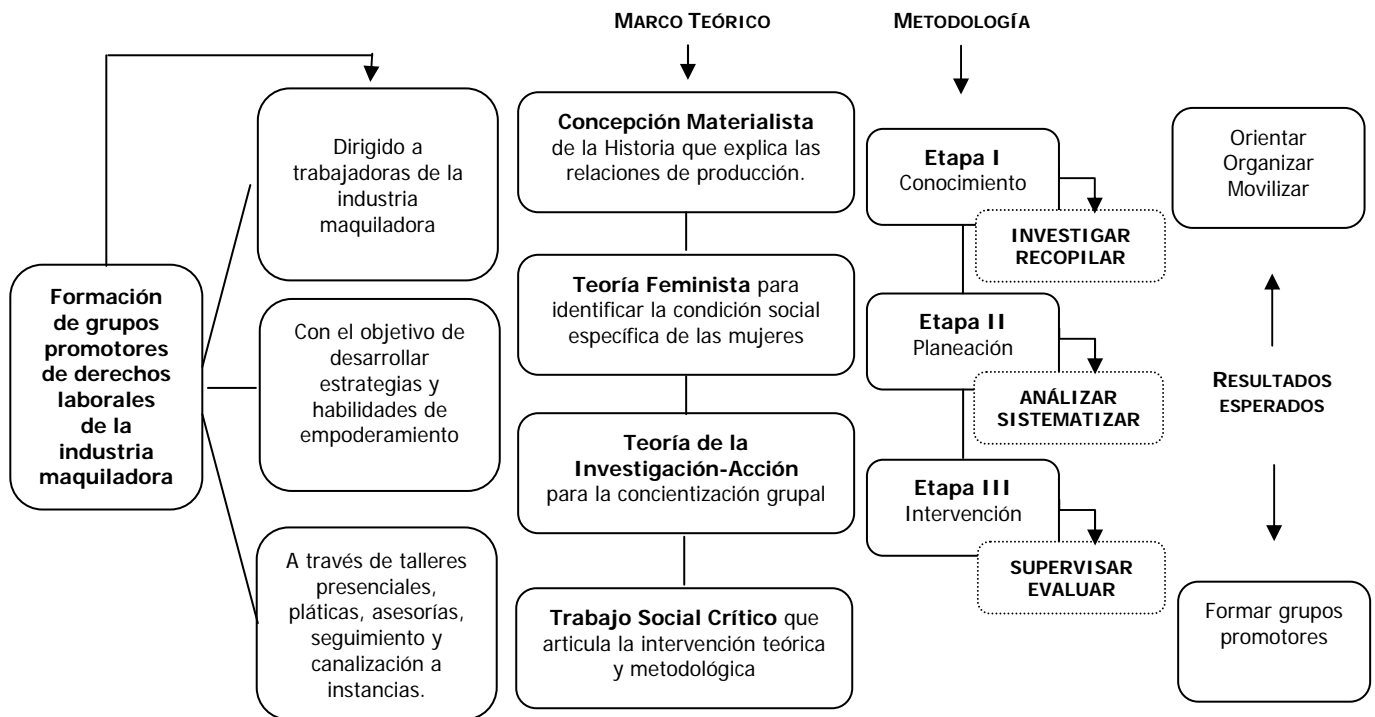 MARCO TEÓRICO
METODOLOGÍA
Formación
de grupos
promotores
de derechos
laborales
de la
industria
maquiladora
Dirigido a
trabajadoras de la
industria
maquiladora
Con el objetivo de
desarrollar
estrategias y
habilidades de
empoderamiento
A través de talleres
presenciales,
pláticas, asesorías,
seguimiento y
canalización a
instancias.
Concepción Materialista
de la Historia que explica las
relaciones de producción.
Teoría Feminista para
identificar la condición social
específica de las mujeres
Teoría de la
Investigación-Acción
para la concientización grupal
Trabajo Social Crítico que
articula la intervención teórica
y metodológica
Etapa I
Conocimiento
INVESTIGAR
RECOPILAR
Etapa II
Planeación
ANÁLIZAR
SISTEMATIZAR
Etapa III
Intervención
SUPERVISAR
EVALUAR
Orientar
Organizar
Movilizar
RESULTADOS
ESPERADOS
Formar grupos
promotores